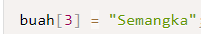 buah[3] = "Semangka";